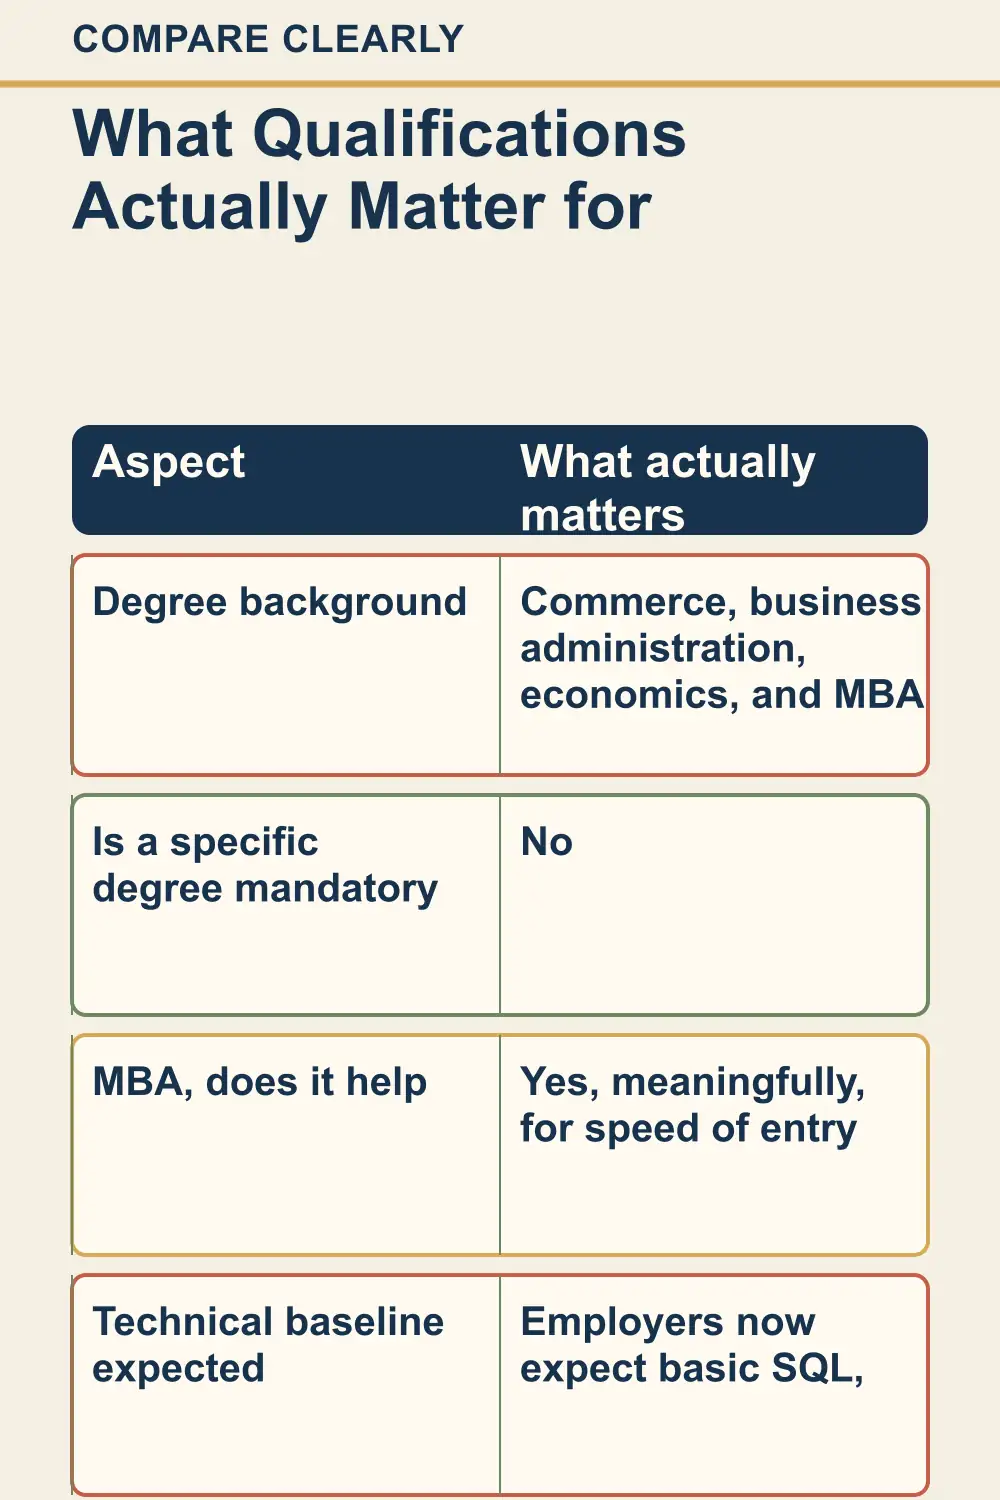 COMPARE CLEARLY
What Qualifications
Actually Matter for
Aspect
What actually
matters
Degree background
Commerce, business
administration,
economics, and MBA
Is a specific
degree mandatory
No
MBA, does it help
Yes, meaningfully,
for speed of entry
Technical baseline
expected
Employers now
expect basic SQL,